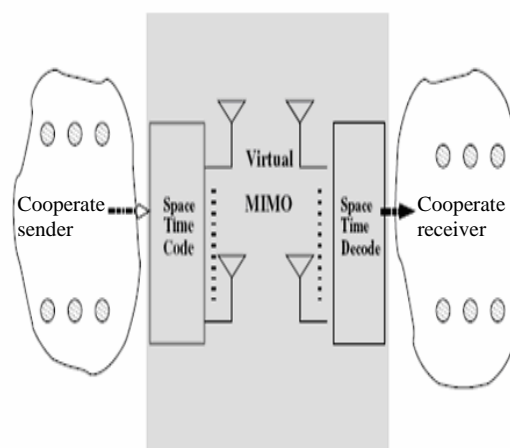 Cooperate
sender
Space
Time
Code
Virtual
MIMO
Space
Time
Decode
Cooperate
receiver